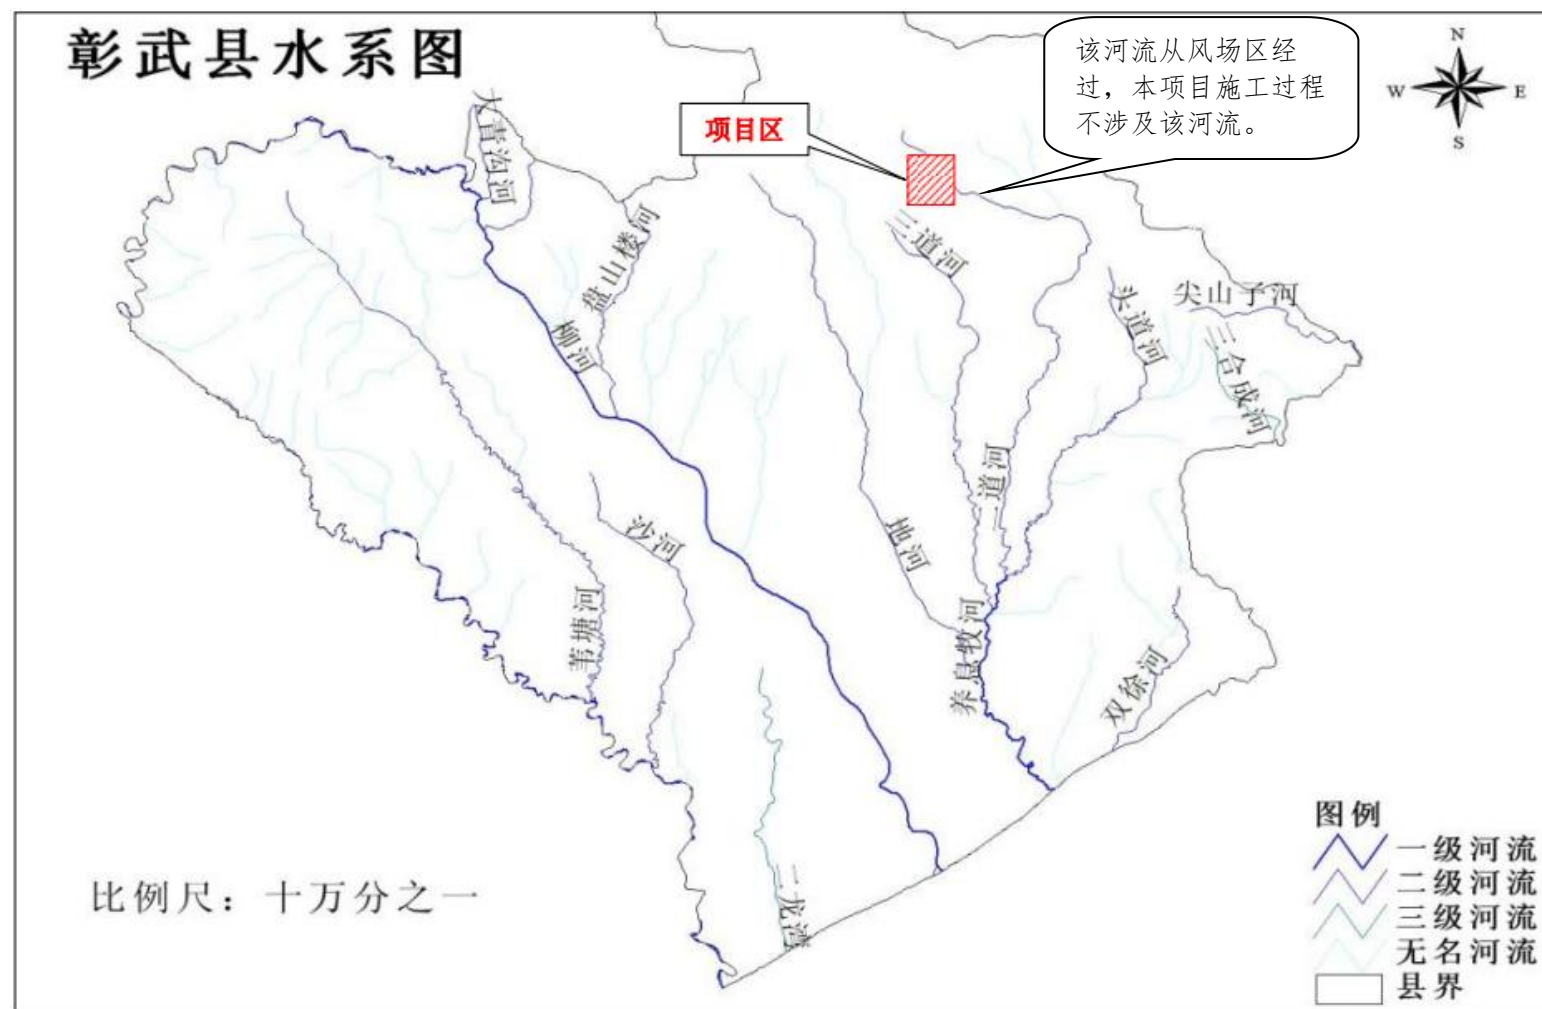 彰武县水系图
该河流从风场区经
过，本项目施工过程
不涉及该河流。
N
W
E
S
项目区
大青沟河
盘山楼河
三道河
头道河
尖山子河
三合成河
柳河
二道河
地河
沙河
苇塘河
养息牧河
双徐河
二龙湾
图例
一级河流
二级河流
三级河流
无名河流
县界
比例尺：十万分之一